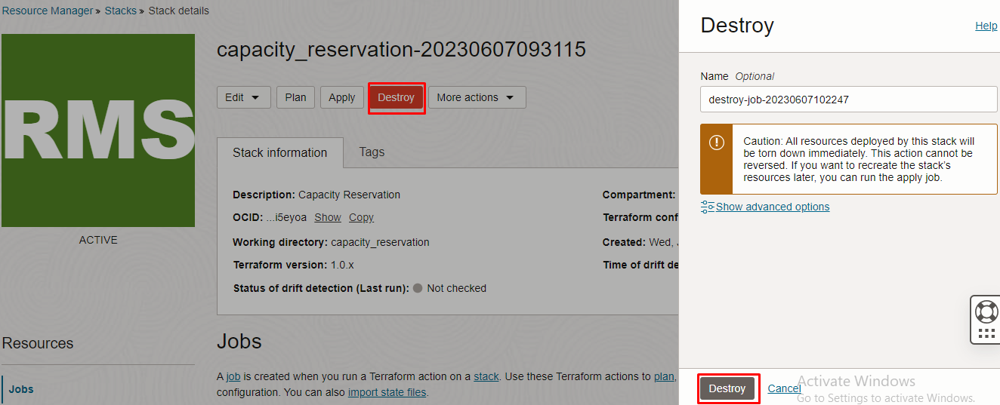 Resource Manager » Stacks » Stack details
RMS
ACTIVE
capacity_reservation-20230607093115
Edit Plan Apply Destroy More actions
Stack information Tags
Description: Capacity Reservation
OCID: ...i5eyoa Show Copy
Working directory: capacity_reservation
Terraform version: 1.0.x
Status of drift detection (Last run): Not checked
Compartment:
Terraform conf
Created: Wed,
Time of drift de
Resources
Jobs
Jobs
A job is created when you run a Terraform action on a stack. Use these Terraform actions to plan,
configuration. You can also import state files.
Destroy
Help
Name Optional
destroy-job-20230607102247
Caution: All resources deployed by this stack will
be torn down immediately. This action cannot be
reversed. If you want to recreate the stack's
resources later, you can run the apply job.
Show advanced options
Destroy Cancel
Activate Windows
Go to Settings to activate Windows.